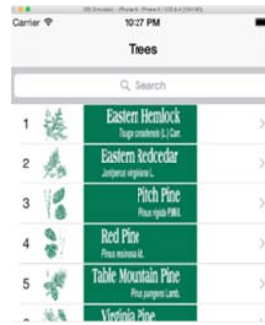 Carrier 10:27 PM
Trees
Search
1 Eastern Hemlock
Tsuga canadensis (L.) Carr.
2 Eastern Redcedar
Juniperus virginiana L.
3 Pitch Pine
Pinus rigida P. Mill.
4 Red Pine
Pinus resinosa Ait.
5 Table Mountain Pine
Pinus pungens Lamb.
Virginia Pine